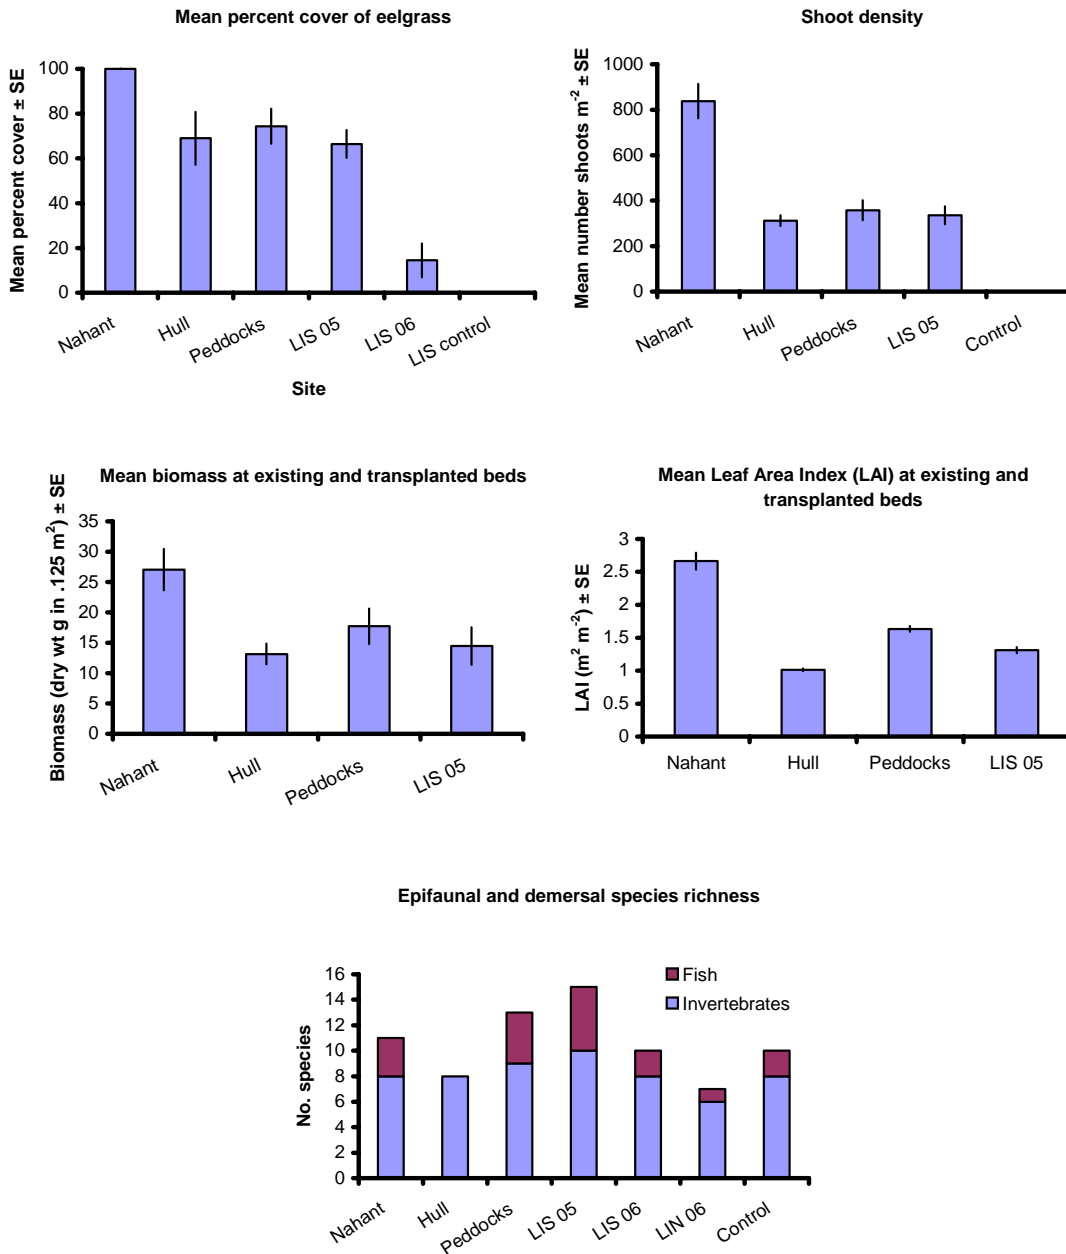 Mean percent cover of eelgrass
Mean percent cover ± SE
100
80
60
40
20
0
Nahant
Hull
Peddocks
LIS 05
LIS 06
LIS control
Site
Shoot density
Mean number shoots m⁻² ± SE
1000
800
600
400
200
0
Nahant
Hull
Peddocks
LIS 05
Control
Mean biomass at existing and transplanted beds
Biomass (dry wt g in .125 m²) ± SE
35
30
25
20
15
10
5
0
Nahant
Hull
Peddocks
LIS 05
Mean Leaf Area Index (LAI) at existing and
transplanted beds
LAI (m² m⁻²) ± SE
3
2.5
2
1.5
1
0.5
0
Nahant
Hull
Peddocks
LIS 05
Epifaunal and demersal species richness
No. species
16
14
12
10
8
6
4
2
0
Fish
Invertebrates
Nahant
Hull
Peddocks
LIS 05
LIS 06
LIN 06
Control